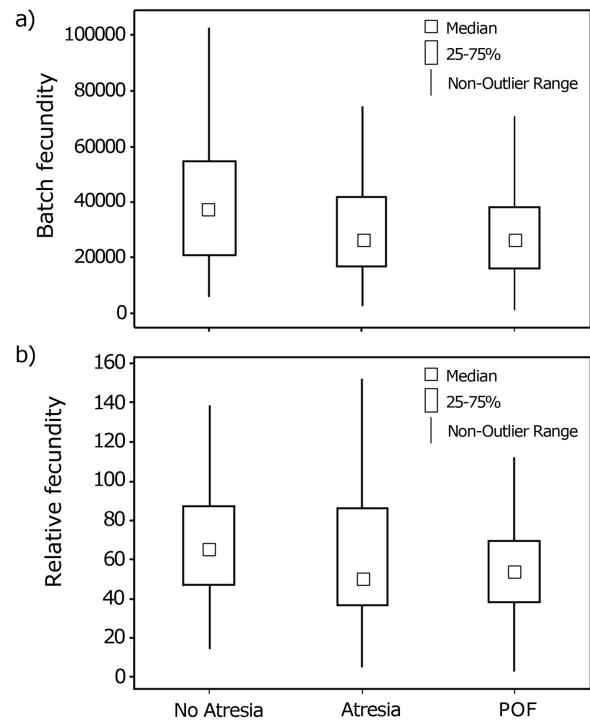 a)
Batch fecundity
100000
80000
60000
40000
20000
0
Median
25-75%
Non-Outlier Range
b)
Relative fecundity
160
140
120
100
80
60
40
20
0
Median
25-75%
Non-Outlier Range
No Atresia
Atresia
POF